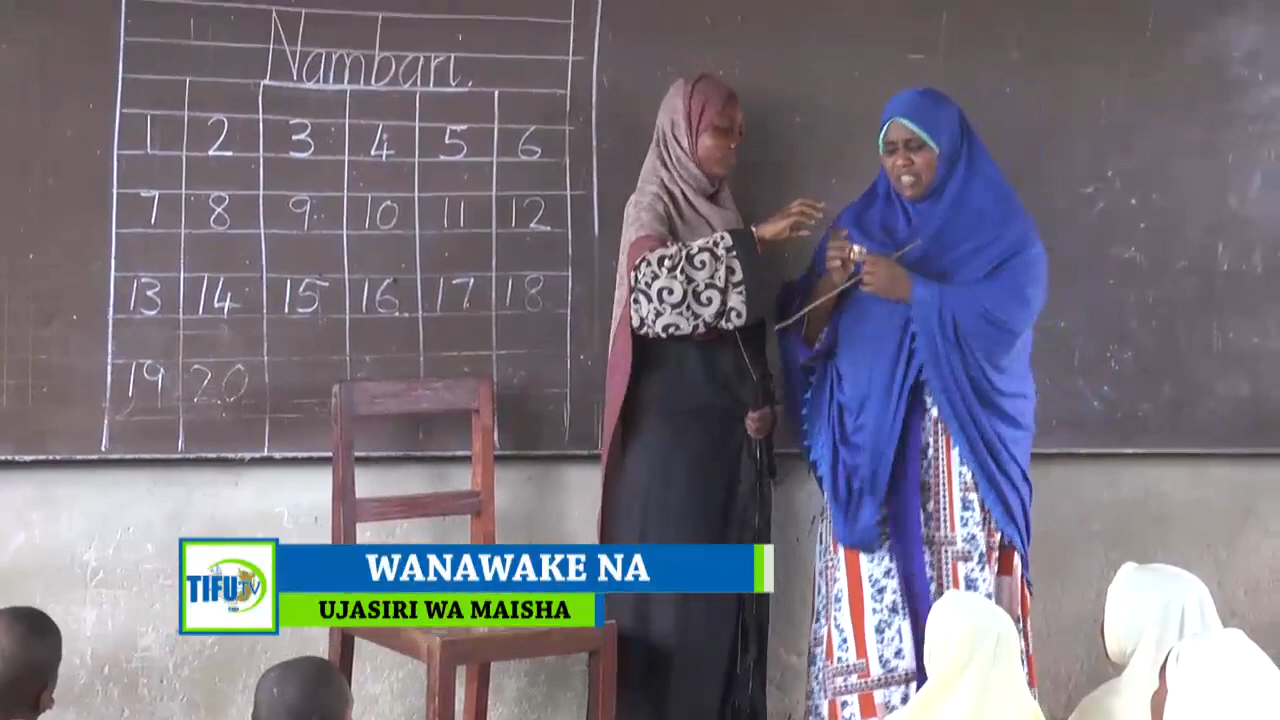 Nambari.
1 2 3 4 5 6
7 8 9 10 11 12
13 14 15 16 17 18
19 20
TIFU TV
WANAWAKE NA
UJASIRI WA MAISHA